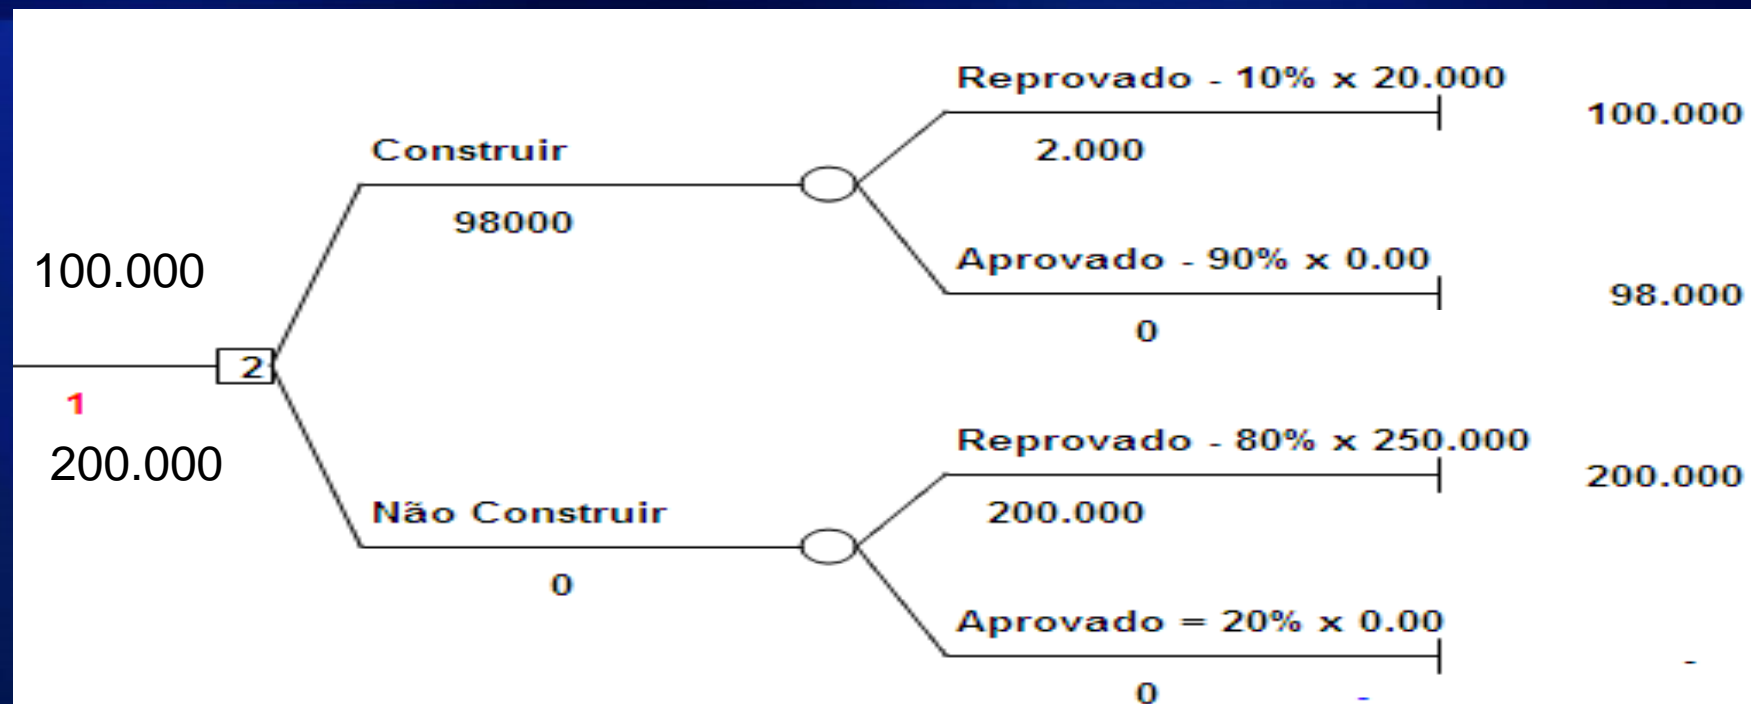 Reprovado - 10% x 20.000
100.000
Construir
2.000
98000
Aprovado - 90% x 0.00
100.000
98.000
0
2
1
Reprovado - 80% x 250.000
200.000
200.000
Não Construir
200.000
0
Aprovado = 20% x 0.00
-
0
-